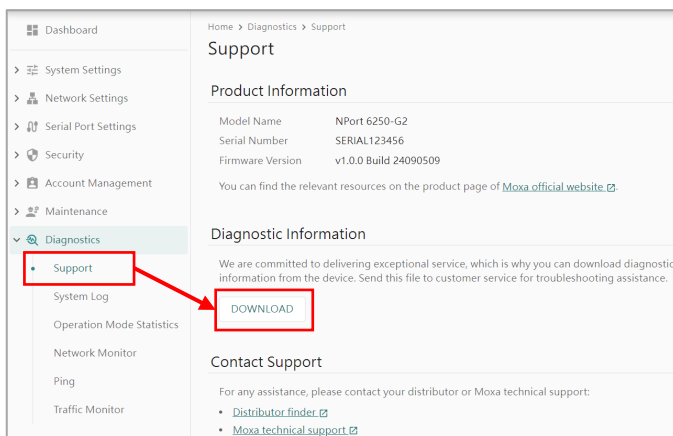 Dashboard
System Settings
Network Settings
Serial Port Settings
Security
Account Management
Maintenance
Diagnostics
Support
System Log
Operation Mode Statistics
Network Monitor
Ping
Traffic Monitor
Home > Diagnostics > Support
Support
Product Information
Model Name NPort 6250-G2
Serial Number SERIAL123456
Firmware Version v1.0.0 Build 24090509
You can find the relevant resources on the product page of Moxa official website.
Diagnostic Information
We are committed to delivering exceptional service, which is why you can download diagnostic
information from the device. Send this file to customer service for troubleshooting assistance.
DOWNLOAD
Contact Support
For any assistance, please contact your distributor or Moxa technical support:
• Distributor finder
• Moxa technical support